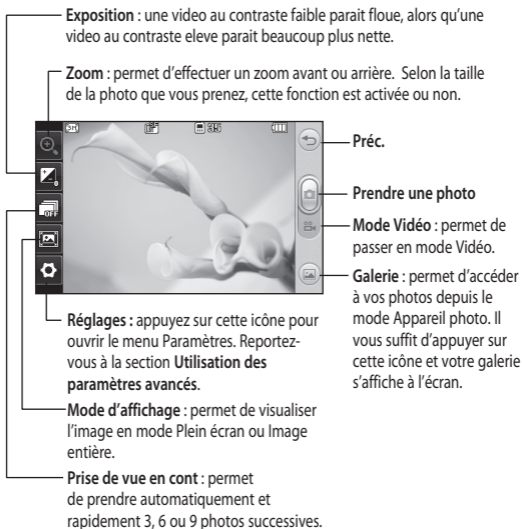 Exposition : une video au contraste faible parait floue, alors qu'une
video au contraste eleve parait beaucoup plus nette.
Zoom : permet d'effectuer un zoom avant ou arrière. Selon la taille
de la photo que vous prenez, cette fonction est activée ou non.
Préc.
Prendre une photo
Mode Vidéo : permet de
passer en mode Vidéo.
Galerie : permet d'accéder
à vos photos depuis le
mode Appareil photo. Il
vous suffit d'appuyer sur
cette icône et votre galerie
s'affiche à l'écran.
OFF
Réglages : appuyez sur cette icône pour
ouvrir le menu Paramètres. Reportez-
vous à la section Utilisation des
paramètres avancés.
Mode d'affichage : permet de visualiser
l'image en mode Plein écran ou Image
entière.
Prise de vue en cont : permet
de prendre automatiquement et
rapidement 3, 6 ou 9 photos successives.